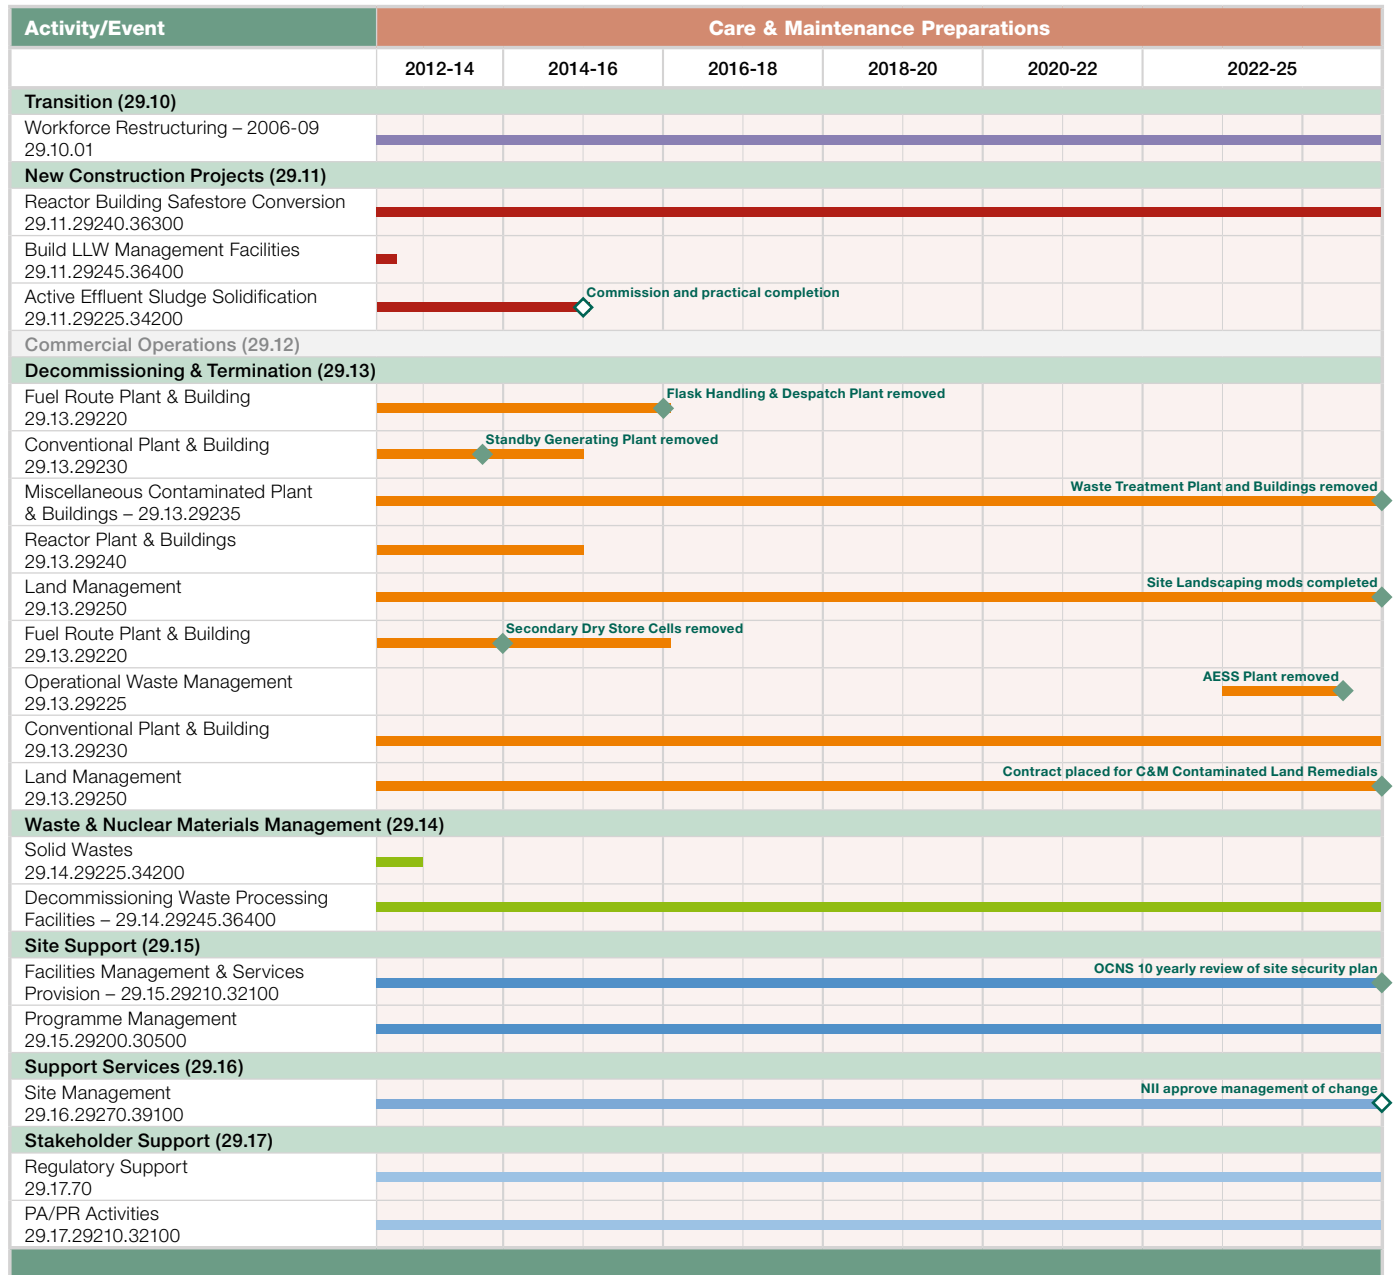 Activity/Event
Care & Maintenance Preparations
2012-14
2014-16
2016-18
2018-20
2020-22
2022-25
Transition (29.10)
Workforce Restructuring – 2006-09
29.10.01
New Construction Projects (29.11)
Reactor Building Safestore Conversion
29.11.29240.36300
Build LLW Management Facilities
29.11.29245.36400
Active Effluent Sludge Solidification
29.11.29225.34200
Commission and practical completion
Commercial Operations (29.12)
Decommissioning & Termination (29.13)
Fuel Route Plant & Building
29.13.29220
Flask Handling & Despatch Plant removed
Conventional Plant & Building
29.13.29230
Standby Generating Plant removed
Miscellaneous Contaminated Plant
& Buildings – 29.13.29235
Waste Treatment Plant and Buildings removed
Reactor Plant & Buildings
29.13.29240
Land Management
29.13.29250
Site Landscaping mods completed
Fuel Route Plant & Building
29.13.29220
Secondary Dry Store Cells removed
Operational Waste Management
29.13.29225
AESS Plant removed
Conventional Plant & Building
29.13.29230
Land Management
29.13.29250
Contract placed for C&M Contaminated Land Remedials
Waste & Nuclear Materials Management (29.14)
Solid Wastes
29.14.29225.34200
Decommissioning Waste Processing
Facilities – 29.14.29245.36400
Site Support (29.15)
Facilities Management & Services
Provision – 29.15.29210.32100
OCNS 10 yearly review of site security plan
Programme Management
29.15.29200.30500
Support Services (29.16)
Site Management
29.16.29270.39100
NII approve management of change
Stakeholder Support (29.17)
Regulatory Support
29.17.70
PA/PR Activities
29.17.29210.32100